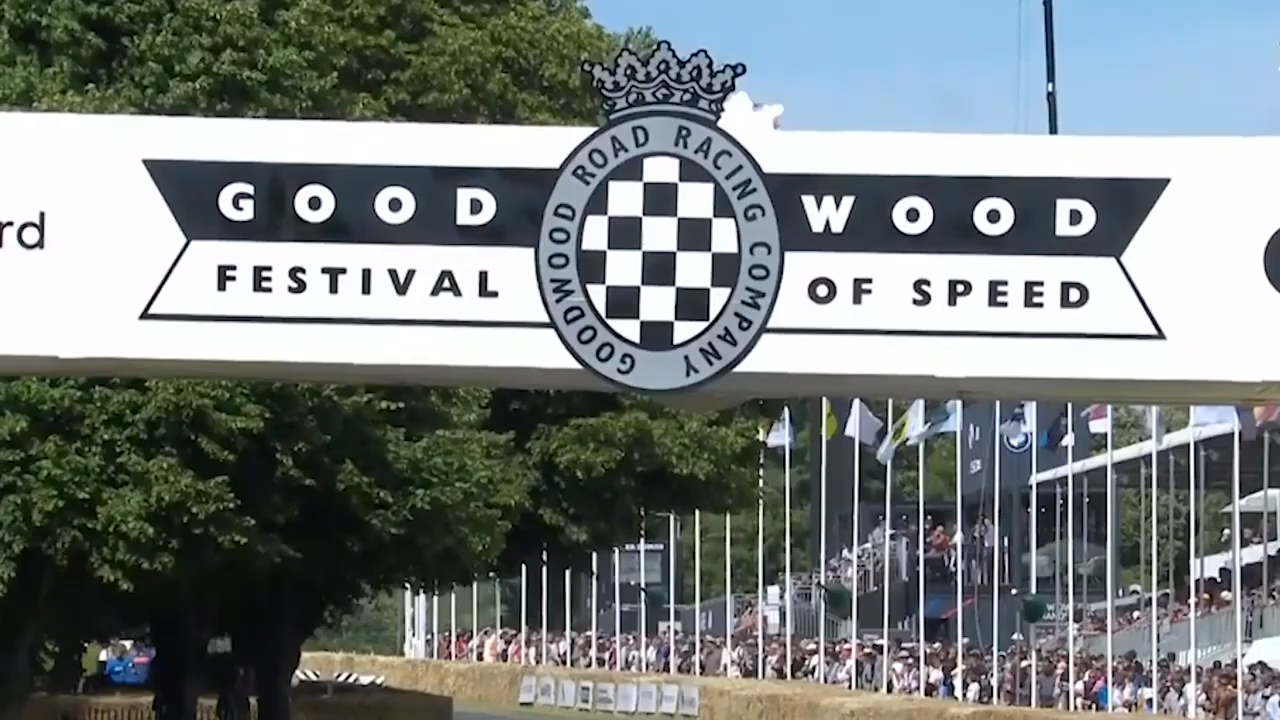 rd
GOOD WOOD
FESTIVAL OF SPEED
GOODWOOD ROAD RACING COMPANY